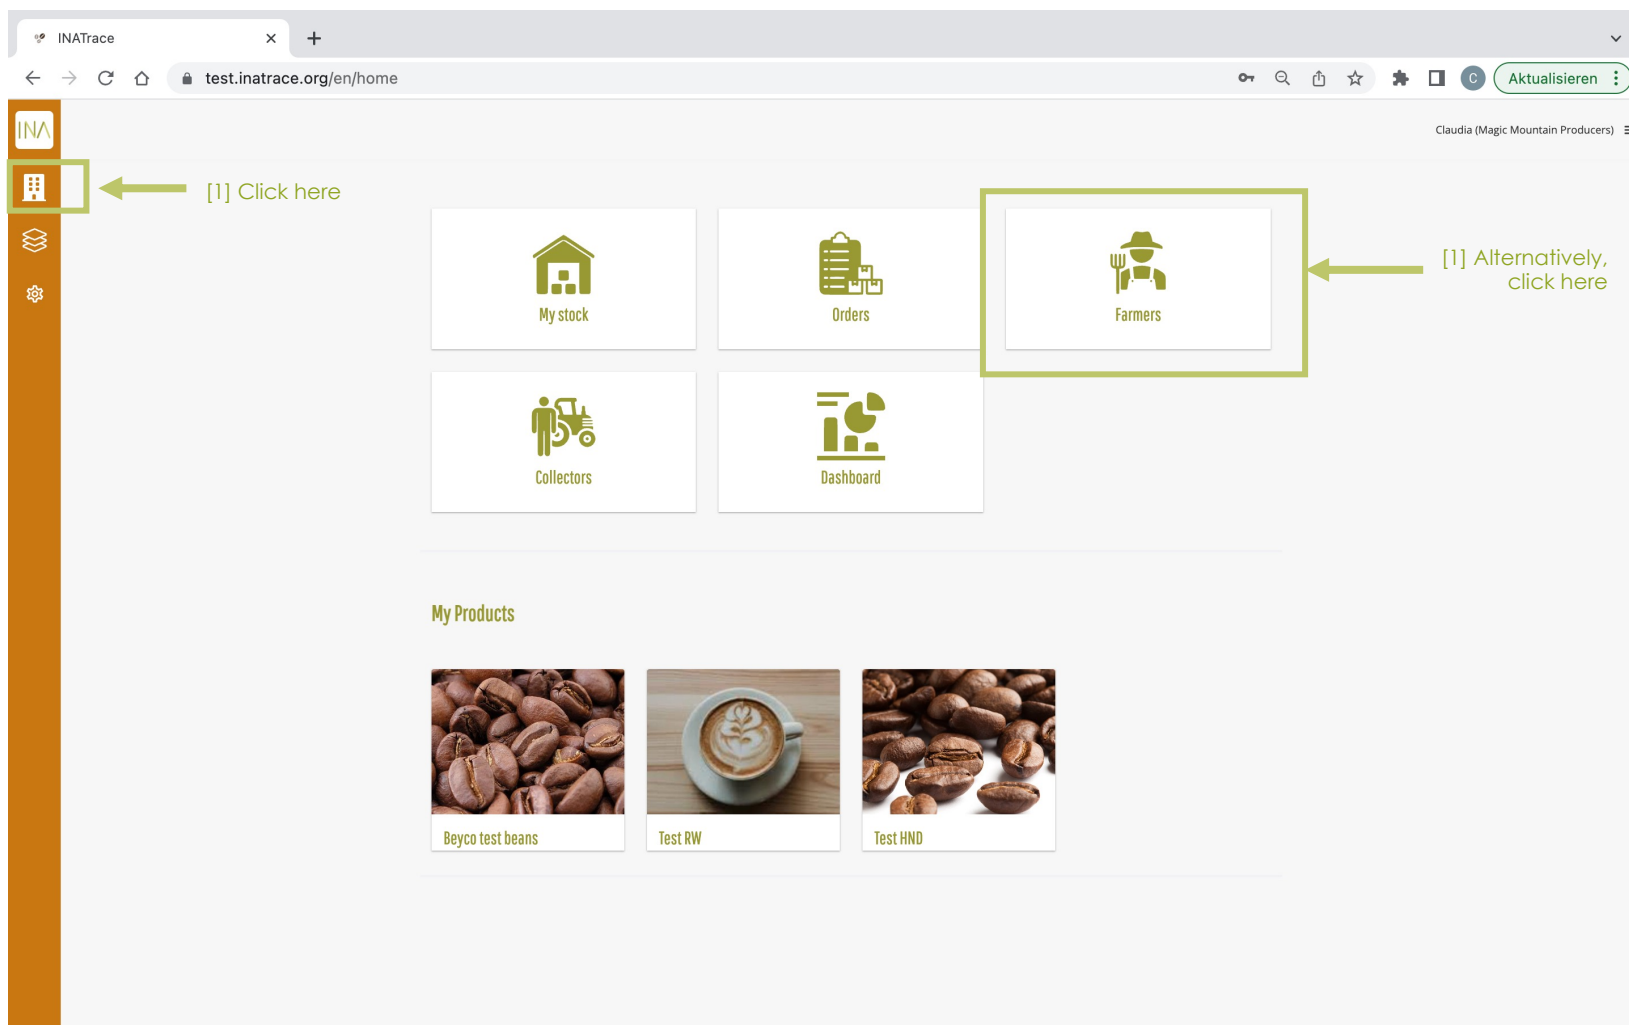 INATrace
test.inatrace.org/en/home
C
Aktualisieren
INA
Claudia (Magic Mountain Producers)
[1] Click here
[1] Alternatively,
click here
My stock
Orders
Farmers
Collectors
Dashboard
My Products
Beyco test beans
Test RW
Test HND